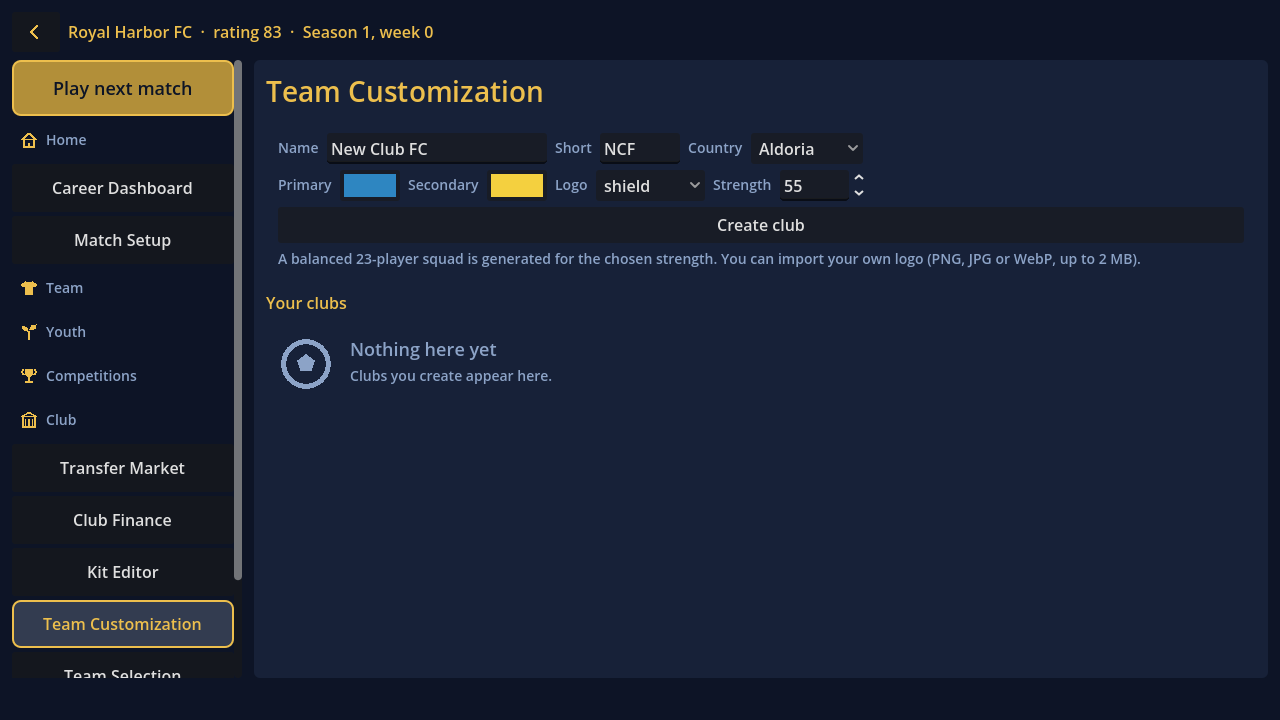 Royal Harbor FC · rating 83 · Season 1, week 0
Play next match
Home
Career Dashboard
Match Setup
Team
Youth
Competitions
Club
Transfer Market
Club Finance
Kit Editor
Team Customization
Team Selection
Team Customization
Name New Club FC Short NCF Country Aldoria
Primary Secondary Logo shield Strength 55
Create club
A balanced 23-player squad is generated for the chosen strength. You can import your own logo (PNG, JPG or WebP, up to 2 MB).
Your clubs
Nothing here yet
Clubs you create appear here.